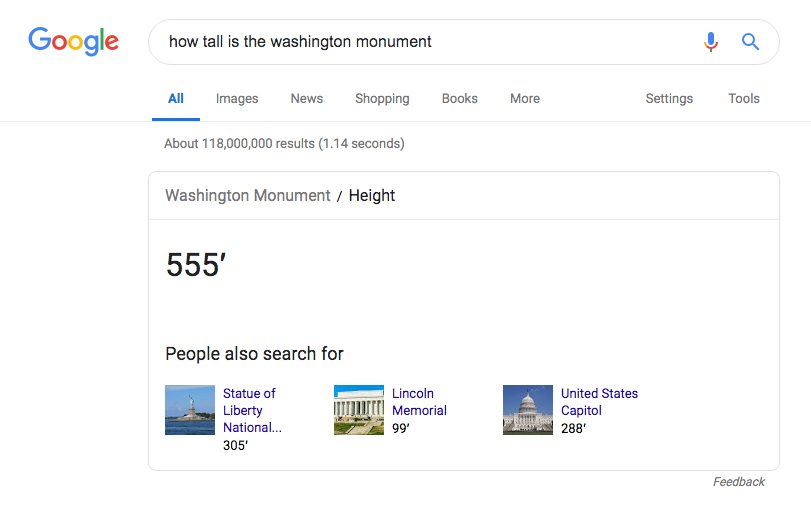 Google
how tall is the washington monument
All Images News Shopping Books More Settings Tools
About 118,000,000 results (1.14 seconds)
Washington Monument / Height
555′
People also search for
Statue of
Liberty
National...
305′
Lincoln
Memorial
99′
United States
Capitol
288′
Feedback